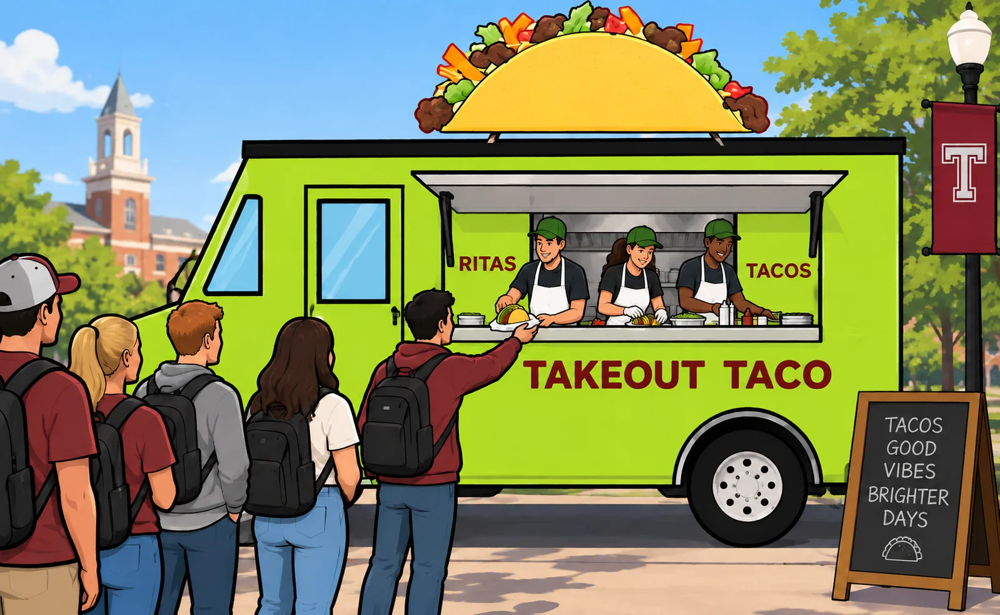 T
RITAS
TACOS
TAKEOUT TACO
TACOS
GOOD
VIBES
BRIGHTER
DAYS